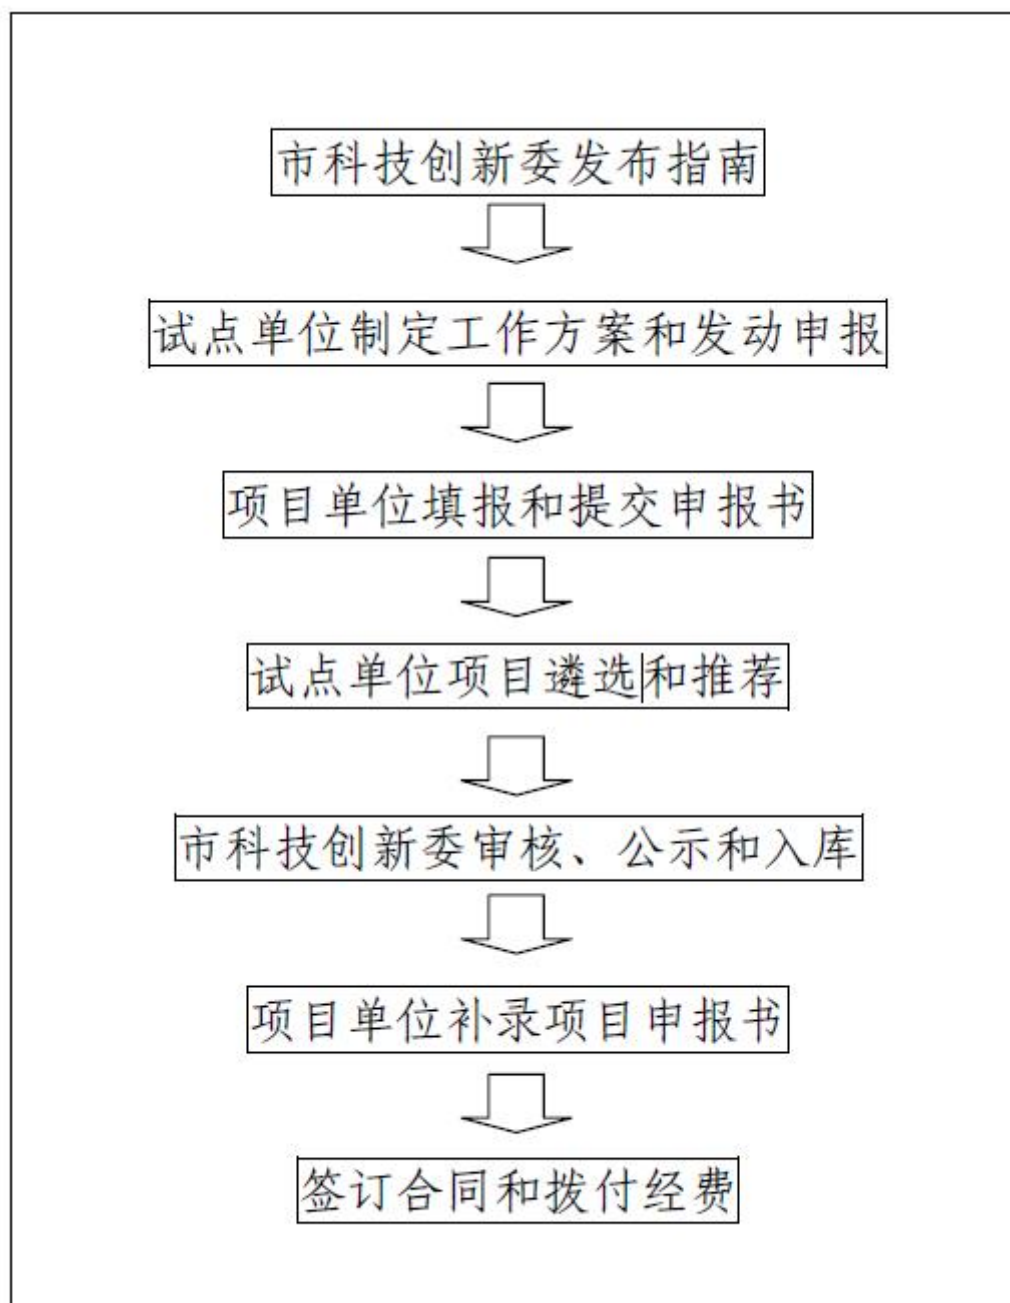 市科技创新委发布指南
试点单位制定工作方案和发动申报
项目单位填报和提交申报书
试点单位项目遴选和推荐
市科技创新委审核、公示和入库
项目单位补录项目申报书
签订合同和拨付经费